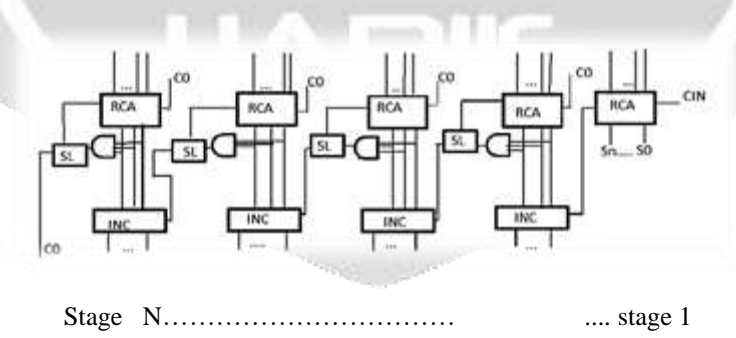 CO CO CO CO
RCA RCA RCA RCA RCA CIN
SL SL SL SL Sn..... S0
INC INC INC INC
CO
Stage N................................ .... stage 1